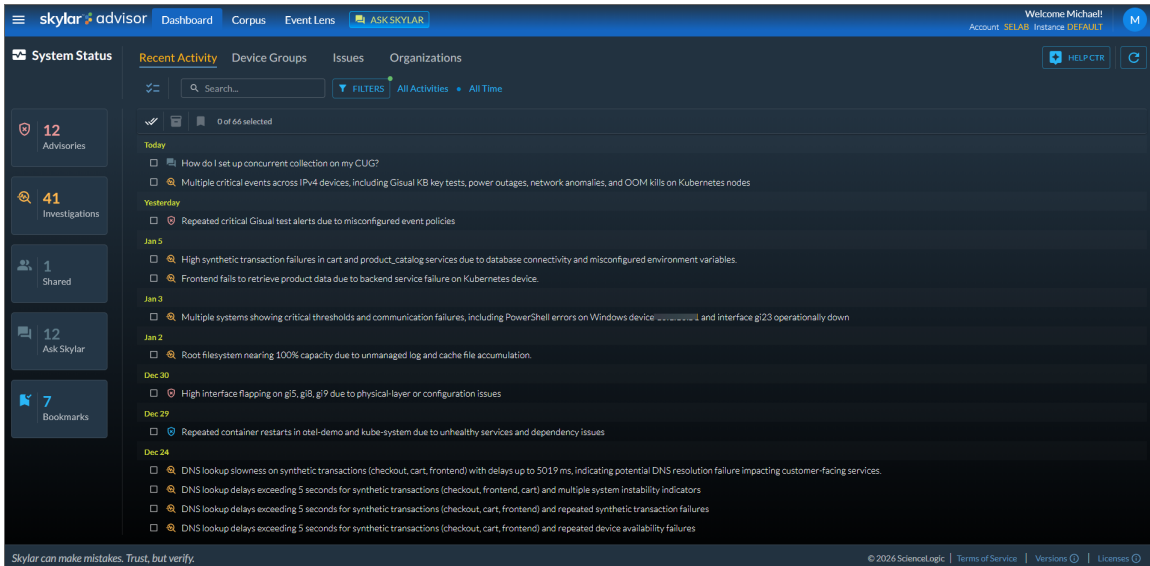 skylar advisor Dashboard Corpus Event Lens ASK SKYLAR
Welcome Michael!
Account SELAB Instance DEFAULT
M
System Status
Recent Activity Device Groups Issues Organizations
HELP CTR
Search... FILTERS All Activities • All Time
0 of 66 selected
12
Advisories
41
Investigations
1
Shared
12
Ask Skylar
7
Bookmarks
Today
How do I set up concurrent collection on my CUG?
Multiple critical events across IPv4 devices, including Gisual KB key tests, power outages, network anomalies, and OOM kills on Kubernetes nodes
Yesterday
Repeated critical Gisual test alerts due to misconfigured event policies
Jan 5
High synthetic transaction failures in cart and product_catalog services due to database connectivity and misconfigured environment variables.
Frontend fails to retrieve product data due to backend service failure on Kubernetes device.
Jan 3
Multiple systems showing critical thresholds and communication failures, including PowerShell errors on Windows device and interface gi23 operationally down
Jan 2
Root filesystem nearing 100% capacity due to unmanaged log and cache file accumulation.
Dec 30
High interface flapping on gi5, gi8, gi9 due to physical-layer or configuration issues
Dec 29
Repeated container restarts in otel-demo and kube-system due to unhealthy services and dependency issues
Dec 24
DNS lookup slowness on synthetic transactions (checkout, cart, frontend) with delays up to 5019 ms, indicating potential DNS resolution failure impacting customer-facing services.
DNS lookup delays exceeding 5 seconds for synthetic transactions (checkout, frontend, cart) and multiple system instability indicators
DNS lookup delays exceeding 5 seconds for synthetic transactions (checkout, cart, frontend) and repeated synthetic transaction failures
DNS lookup delays exceeding 5 seconds for synthetic transactions (checkout, cart, frontend) and repeated device availability failures
Skylar can make mistakes. Trust, but verify.
© 2026 ScienceLogic | Terms of Service | Versions | Licenses